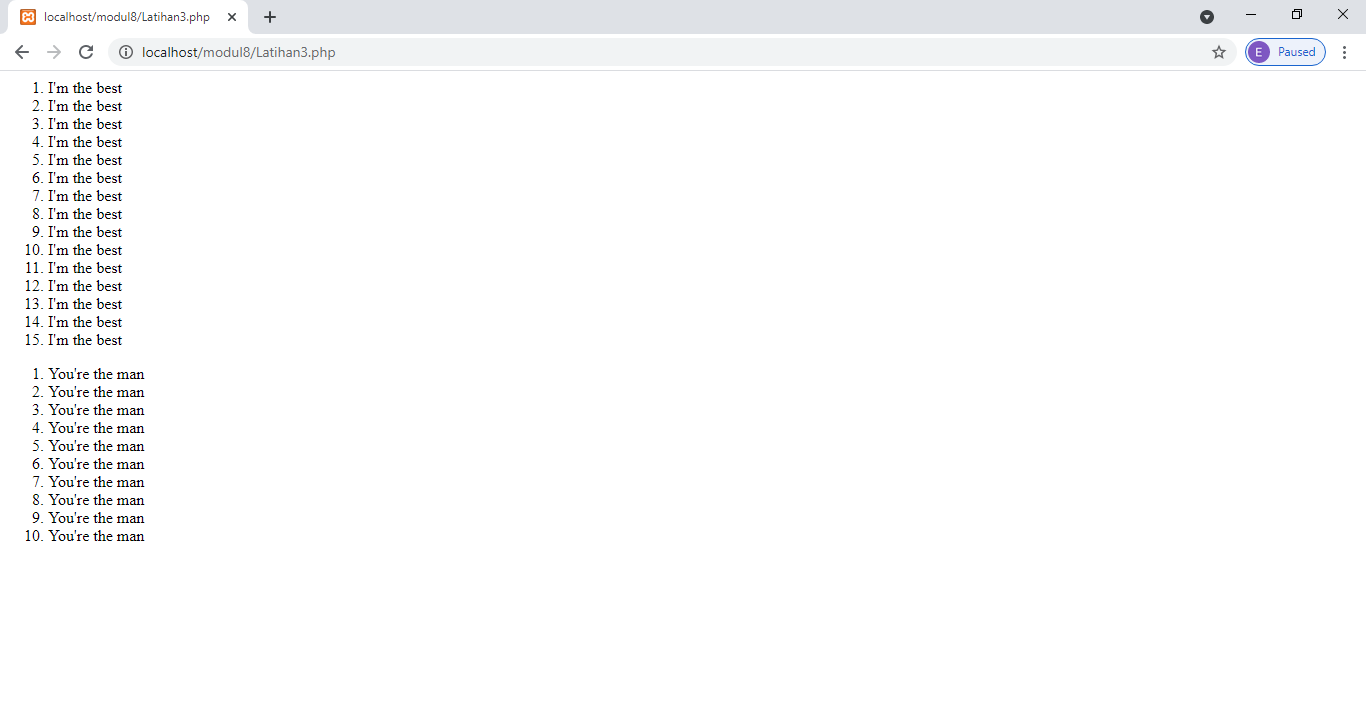 localhost/modul8/Latihan3.php
localhost/modul8/Latihan3.php
E Paused
1. I'm the best
2. I'm the best
3. I'm the best
4. I'm the best
5. I'm the best
6. I'm the best
7. I'm the best
8. I'm the best
9. I'm the best
10. I'm the best
11. I'm the best
12. I'm the best
13. I'm the best
14. I'm the best
15. I'm the best
1. You're the man
2. You're the man
3. You're the man
4. You're the man
5. You're the man
6. You're the man
7. You're the man
8. You're the man
9. You're the man
10. You're the man